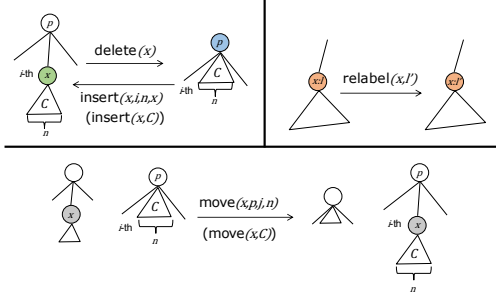 p
delete(x)
p
i-th
x
C
insert(x,i,n,x)
(insert(x,C))
n
i-th
C
n
x:l
relabel(x,l')
x:l'
x
p
C
i-th
n
move(x,p,j,n)
(move(x,C))
p
i-th
x
C
n